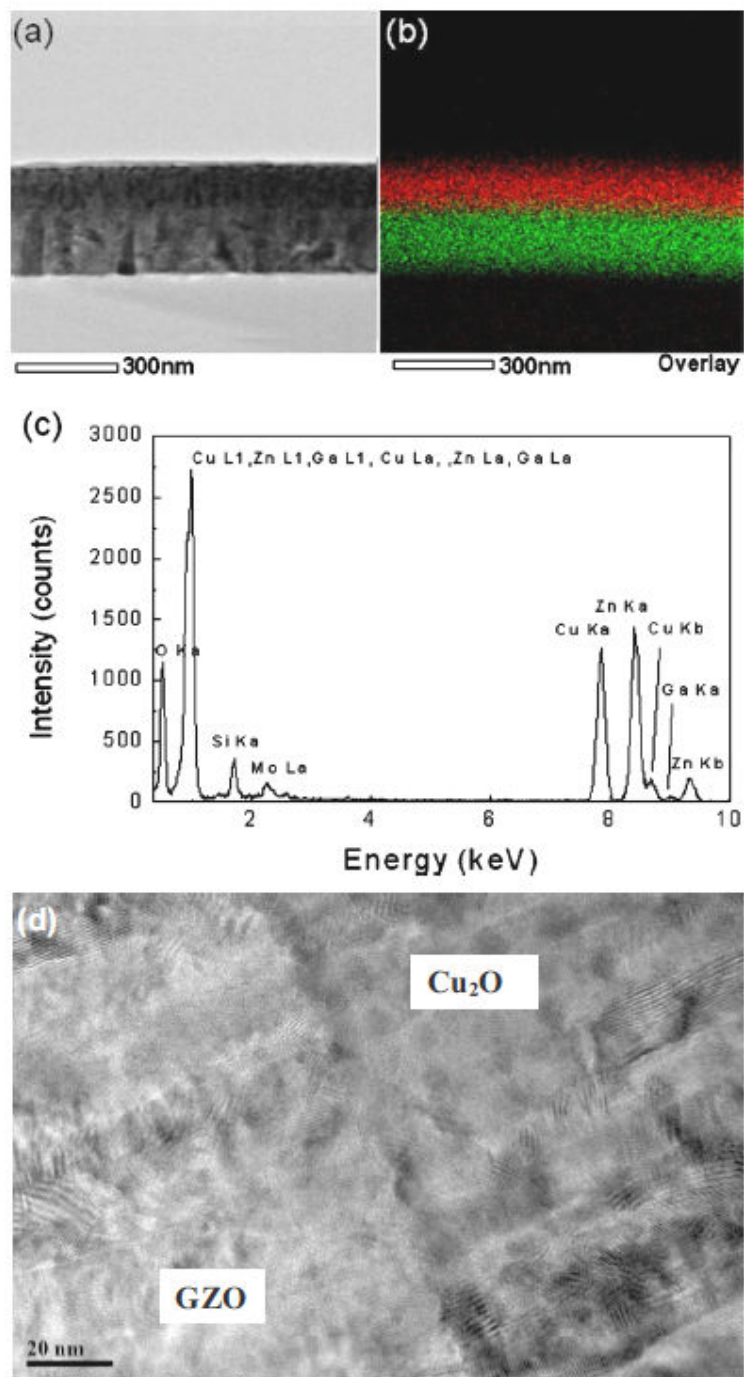 (a)
(b)
300nm
300nm
Overlay
(c)
3000
2500
2000
1500
1000
500
0
Intensity (counts)
Cu L1,Zn L1,Ga L1, Cu La, ,Zn La, Ga La
O Ka
Si Ka
Mo La
Zn Ka
Cu Ka
Cu Kb
Ga Ka
Zn Kb
2
4
6
8
10
Energy (keV)
(d)
Cu₂O
GZO
20 nm